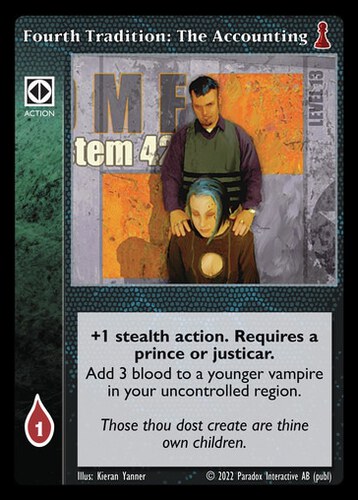 Fourth Tradition: The Accounting
ACTION
OME
tem 42
LEVEL 13
+1 stealth action. Requires a
prince or justicar.
Add 3 blood to a younger vampire
in your uncontrolled region.
Those thou dost create are thine
own children.
1
Illus: Kieran Yanner © 2022 Paradox Interactive AB (publ)